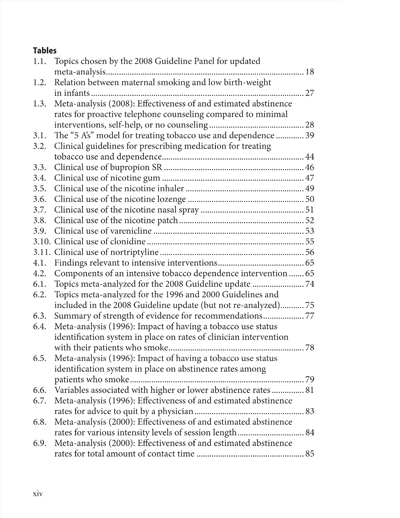 Tables
1.1. Topics chosen by the 2008 Guideline Panel for updated
meta-analysis.......................................................................................... 18
1.2. Relation between maternal smoking and low birth-weight
in infants................................................................................................. 27
1.3. Meta-analysis (2008): Effectiveness of and estimated abstinence
rates for proactive telephone counseling compared to minimal
interventions, self-help, or no counseling ........................................... 28
3.1. The “5 A’s” model for treating tobacco use and dependence ............. 39
3.2. Clinical guidelines for prescribing medication for treating
tobacco use and dependence................................................................ 44
3.3. Clinical use of bupropion SR ............................................................... 46
3.4. Clinical use of nicotine gum ................................................................ 47
3.5. Clinical use of the nicotine inhaler ...................................................... 49
3.6. Clinical use of the nicotine lozenge ..................................................... 50
3.7. Clinical use of the nicotine nasal spray ............................................... 51
3.8. Clinical use of the nicotine patch ......................................................... 52
3.9. Clinical use of varenicline .................................................................... 53
3.10. Clinical use of clonidine ....................................................................... 55
3.11. Clinical use of nortriptyline ................................................................. 56
4.1. Findings relevant to intensive interventions....................................... 65
4.2. Components of an intensive tobacco dependence intervention ....... 65
6.1. Topics meta-analyzed for the 2008 Guideline update ....................... 74
6.2. Topics meta-analyzed for the 1996 and 2000 Guidelines and
included in the 2008 Guideline update (but not re-analyzed)........... 75
6.3. Summary of strength of evidence for recommendations................... 77
6.4. Meta-analysis (1996): Impact of having a tobacco use status
identification system in place on rates of clinician intervention
with their patients who smoke.............................................................. 78
6.5. Meta-analysis (1996): Impact of having a tobacco use status
identification system in place on abstinence rates among
patients who smoke................................................................................ 79
6.6. Variables associated with higher or lower abstinence rates .............. 81
6.7. Meta-analysis (1996): Effectiveness of and estimated abstinence
rates for advice to quit by a physician .................................................. 83
6.8. Meta-analysis (2000): Effectiveness of and estimated abstinence
rates for various intensity levels of session length............................... 84
6.9. Meta-analysis (2000): Effectiveness of and estimated abstinence
rates for total amount of contact time ................................................. 85
xiv